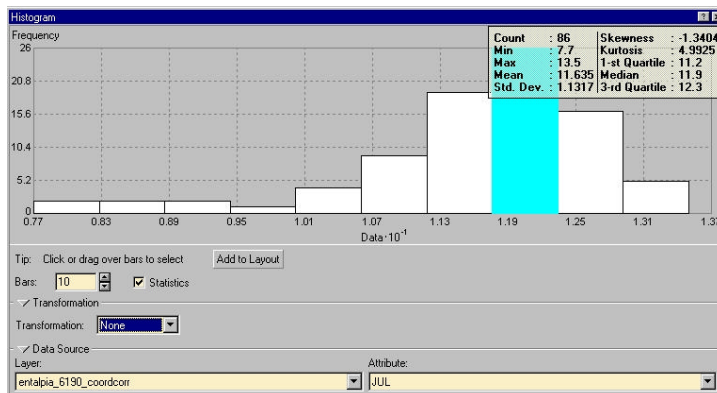 Histogram
Frequency
Count : 86 Skewness : -1.3404
Min : 7.7 Kurtosis : 4.9925
Max : 13.5 1-st Quartile : 11.2
Mean : 11.635 Median : 11.9
Std. Dev. : 1.1317 3-rd Quartile : 12.3
26
20.8
15.6
10.4
5.2
0
0.77 0.83 0.89 0.95 1.01 1.07 1.13 1.19 1.25 1.31 1.37
Data·10⁻¹
Tip: Click or drag over bars to select Add to Layout
Bars: 10 Statistics
Transformation
Transformation: None
Data Source
Layer: Attribute:
entalpia_6190_coordcorr JUL